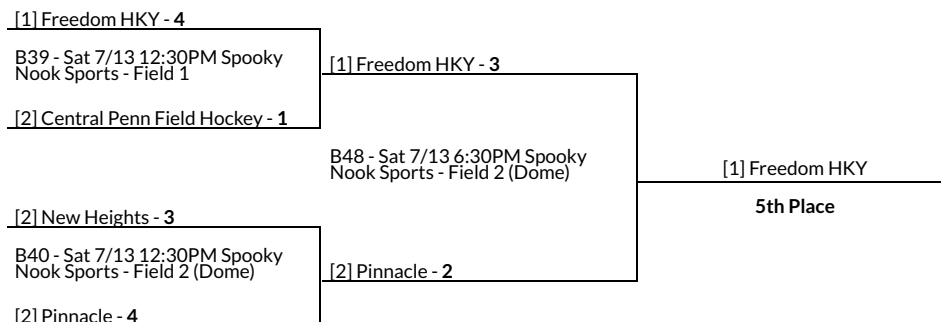 [1] Freedom HKY - 4
B39 - Sat 7/13 12:30PM Spooky
Nook Sports - Field 1
[2] Central Penn Field Hockey - 1
[1] Freedom HKY - 3
B48 - Sat 7/13 6:30PM Spooky
Nook Sports - Field 2 (Dome)
[1] Freedom HKY
5th Place
[2] New Heights - 3
B40 - Sat 7/13 12:30PM Spooky
Nook Sports - Field 2 (Dome)
[2] Pinnacle - 2
[2] Pinnacle - 4